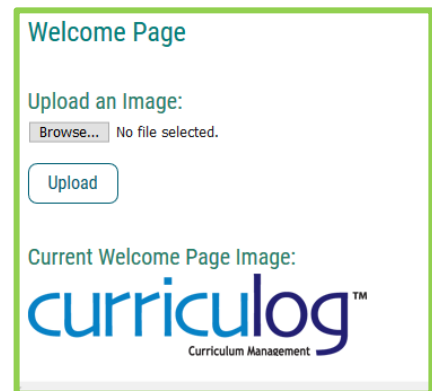 Welcome Page
Upload an Image:
Browse... No file selected.
Upload
Current Welcome Page Image:
curriculog™
Curriculum Management